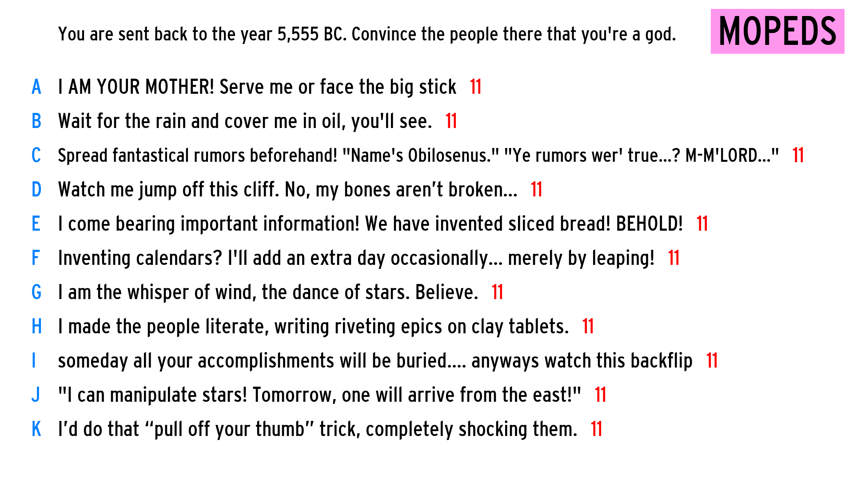 You are sent back to the year 5,555 BC. Convince the people there that you're a god.
MOPEDS
A I AM YOUR MOTHER! Serve me or face the big stick 11
B Wait for the rain and cover me in oil, you'll see. 11
C Spread fantastical rumors beforehand! "Name's Obilosenus." "Ye rumors wer' true...? M-M'LORD..." 11
D Watch me jump off this cliff. No, my bones aren’t broken... 11
E I come bearing important information! We have invented sliced bread! BEHOLD! 11
F Inventing calendars? I'll add an extra day occasionally... merely by leaping! 11
G I am the whisper of wind, the dance of stars. Believe. 11
H I made the people literate, writing riveting epics on clay tablets. 11
I someday all your accomplishments will be buried.... anyways watch this backflip 11
J "I can manipulate stars! Tomorrow, one will arrive from the east!" 11
K I’d do that “pull off your thumb” trick, completely shocking them. 11